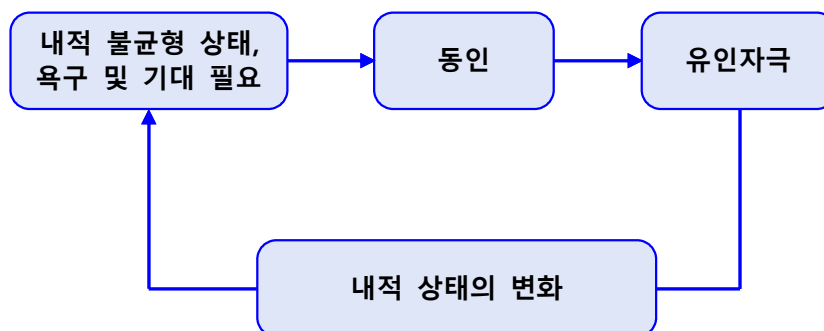 내적 불균형 상태,
욕구 및 기대 필요
동인
유인자극
내적 상태의 변화